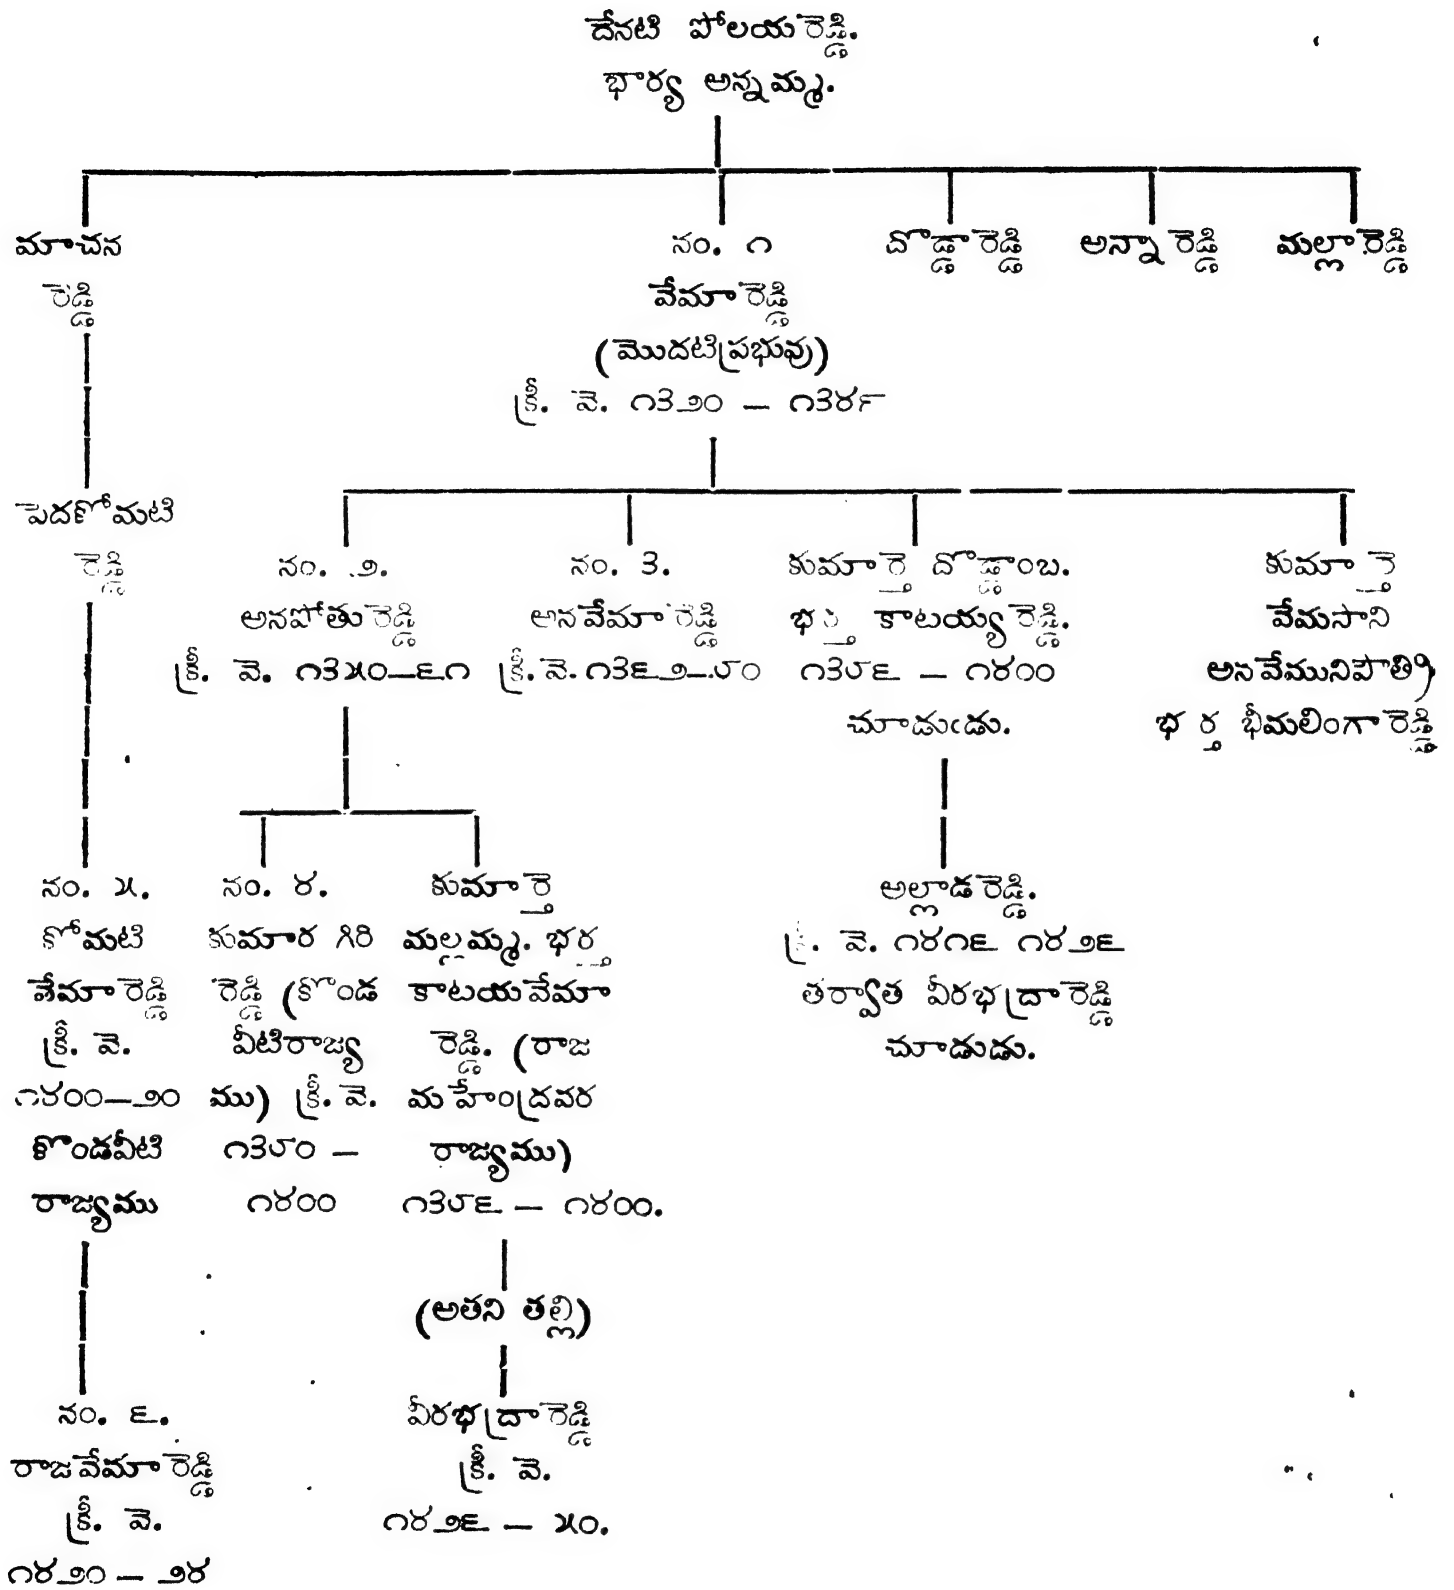 దేనటి పోలయరెడ్డి.
భార్య అన్నమ్మ.
మాచన
రెడ్డి
నం. ౧
వేమారెడ్డి
(మొదటిప్రభువు)
క్రీ. వె. ౧౩౨౦ — ౧౩౪౯
దొడ్డారెడ్డి
అన్నారెడ్డి
మల్లారెడ్డి
పెదకోమటి
రెడ్డి
నం. ౨.
అనపోతురెడ్డి
క్రీ. వె. ౧౩౫౦—౬౧
నం. ౩.
అనవేమారెడ్డి
క్రీ. వె. ౧౩౬౨—౮౦
కుమార్తె దొడ్డాంబ.
భర్త కాటయ్యరెడ్డి.
౧౩౮౬ — ౧౪౦౦
చూడుఁడు.
కుమార్తె
వేమసాని
అనవేమునిపౌత్రి
భర్త భీమలింగారెడ్డి
నం. ౫.
కోమటి
వేమారెడ్డి
క్రీ. వె.
౧౪౦౦—౨౦
కొండవీటి
రాజ్యము
నం. ౪.
కుమార గిరి
రెడ్డి (కొండ
వీటిరాజ్య
ము) క్రీ. వె.
౧౩౮౦ —
౧౪౦౦
కుమార్తె
మల్లమ్మ. భర్త
కాటయవేమా
రెడ్డి. (రాజ
మహేంద్రవర
రాజ్యము)
౧౩౮౬ — ౧౪౦౦.
అల్లాడరెడ్డి.
క్రీ. వె. ౧౪౧౬ ౧౪౨౬
తర్వాత వీరభద్రారెడ్డి
చూడుడు.
(అతని తల్లి)
నం. ౬.
రాజవేమారెడ్డి
క్రీ. వె.
౧౪౨౦ — ౨౪
వీరభద్రారెడ్డి
క్రీ. వె.
౧౪౨౬ — ౫౦.